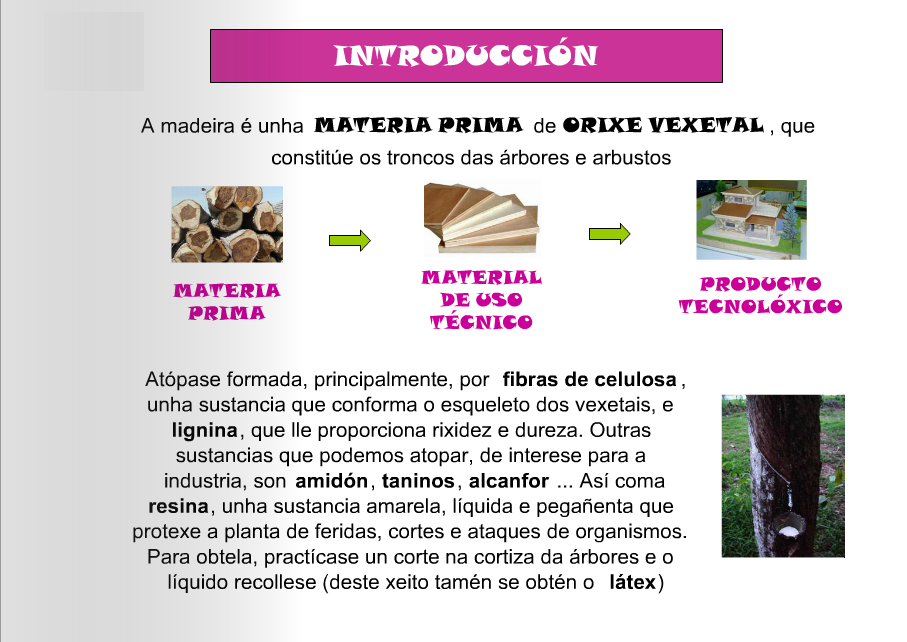 INTRODUCCIÓN
A madeira é unha MATERIA PRIMA de ORIXE VEXETAL, que
constitúe os troncos das árbores e arbustos
MATERIA
PRIMA
MATERIAL
DE USO
TÉCNICO
PRODUCTO
TECNOLÓXICO
Atópase formada, principalmente, por fibras de celulosa,
unha sustancia que conforma o esqueleto dos vexetais, e
lignina, que lle proporciona rixidez e dureza. Outras
sustancias que podemos atopar, de interese para a
industria, son amidón, taninos, alcanfor ... Así coma
resina, unha sustancia amarela, líquida e pegañenta que
protexe a planta de feridas, cortes e ataques de organismos.
Para obtela, practícase un corte na cortiza da árbores e o
líquido recollese (deste xeito tamén se obtén o látex)